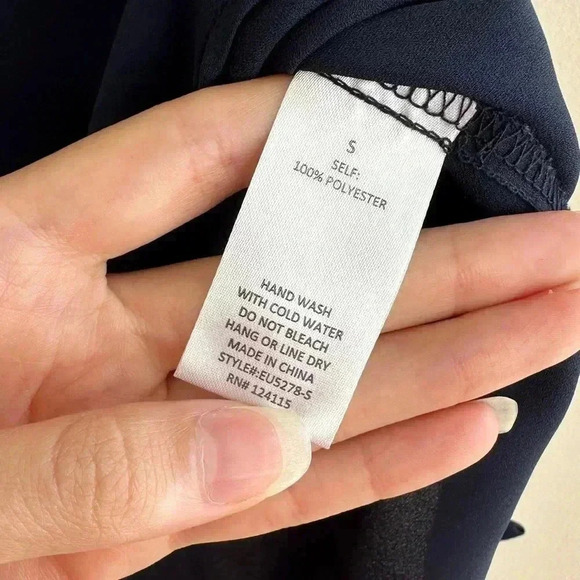 S
SELF:
100% POLYESTER
HAND WASH
WITH COLD WATER
DO NOT BLEACH
HANG OR LINE DRY
MADE IN CHINA
STYLE#:EU5278-S
RN# 124115